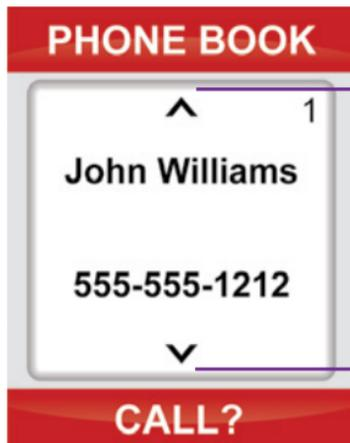 PHONE BOOK
1
John Williams
555-555-1212
CALL?